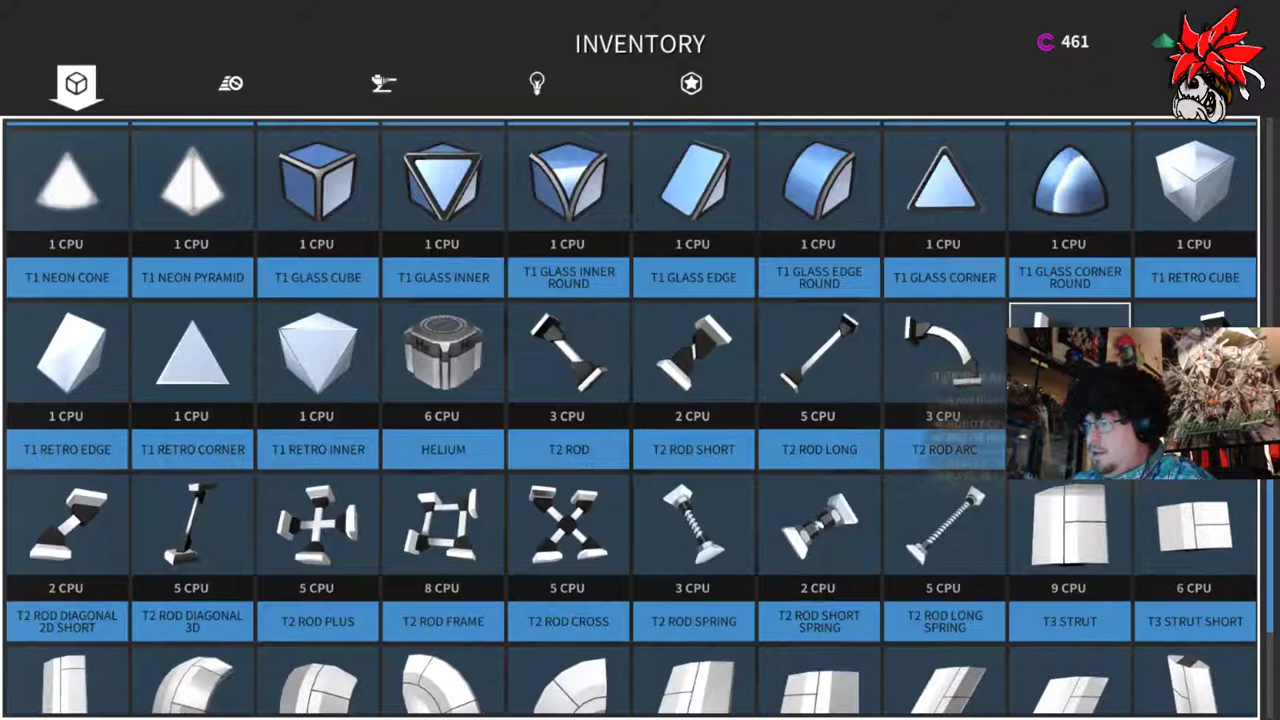 INVENTORY
461
1 CPU 1 CPU 1 CPU 1 CPU 1 CPU 1 CPU 1 CPU 1 CPU 1 CPU 1 CPU
T1 NEON CONE
T1 NEON PYRAMID
T1 GLASS CUBE
T1 GLASS INNER
T1 GLASS INNER
ROUND
T1 GLASS EDGE
T1 GLASS EDGE
ROUND
T1 GLASS CORNER
T1 GLASS CORNER
ROUND
T1 RETRO CUBE
1 CPU 1 CPU 1 CPU 6 CPU 3 CPU 2 CPU 5 CPU 3 CPU
T1 RETRO EDGE
T1 RETRO CORNER
T1 RETRO INNER
HELIUM
T2 ROD
T2 ROD SHORT
T2 ROD LONG
T2 ROD ARC
2 CPU 5 CPU 5 CPU 8 CPU 5 CPU 3 CPU 2 CPU 5 CPU 9 CPU 6 CPU
T2 ROD DIAGONAL
2D SHORT
T2 ROD DIAGONAL
3D
T2 ROD PLUS
T2 ROD FRAME
T2 ROD CROSS
T2 ROD SPRING
T2 ROD SHORT
SPRING
T2 ROD LONG
SPRING
T3 STRUT
T3 STRUT SHORT